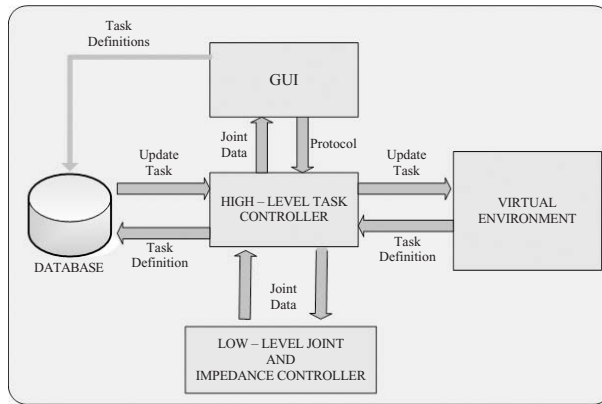 Task
Definitions
GUI
Joint
Data
Protocol
Update
Task
Update
Task
HIGH – LEVEL TASK
CONTROLLER
VIRTUAL
ENVIRONMENT
Task
Definition
Task
Definition
DATABASE
Joint
Data
LOW – LEVEL JOINT
AND
IMPEDANCE CONTROLLER